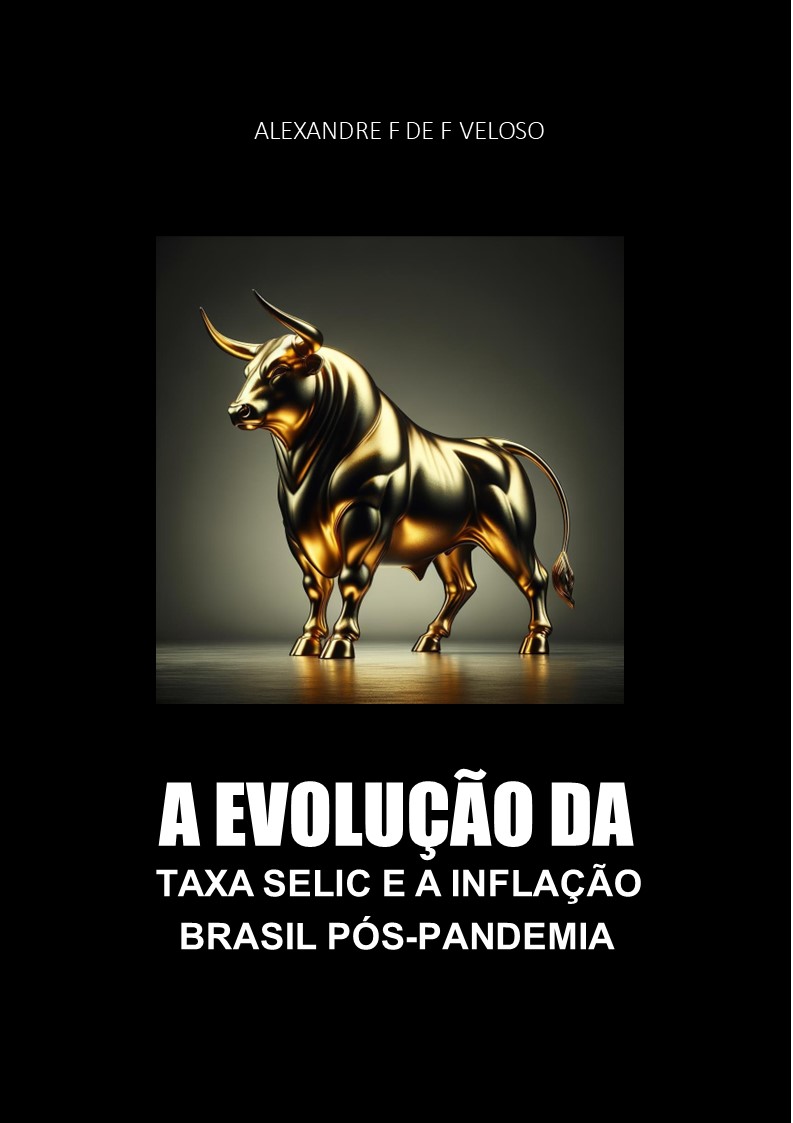 ALEXANDRE F DE F VELOSO
A EVOLUÇÃO DA
TAXA SELIC E A INFLAÇÃO
BRASIL PÓS-PANDEMIA